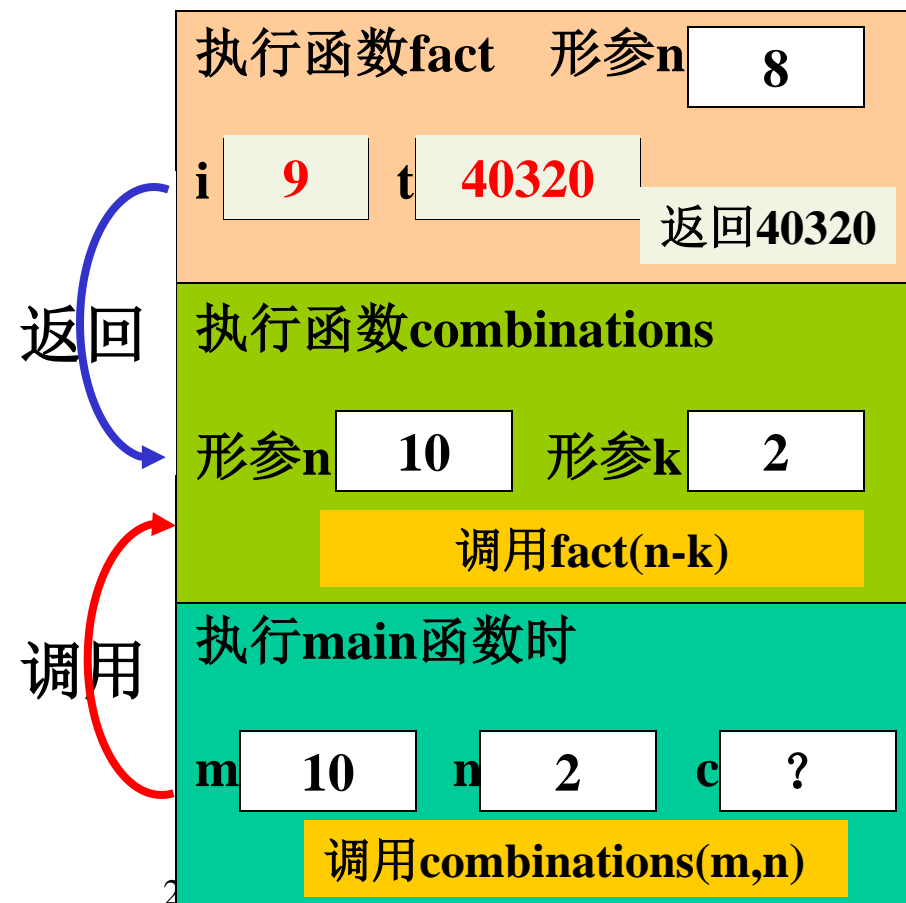 执行函数fact 形参n 8
i 9 t 40320
返回40320
返回
执行函数combinations
形参n 10 形参k 2
调用fact(n-k)
调用
执行main函数时
m 10 n 2 c ?
调用combinations(m,n)
2